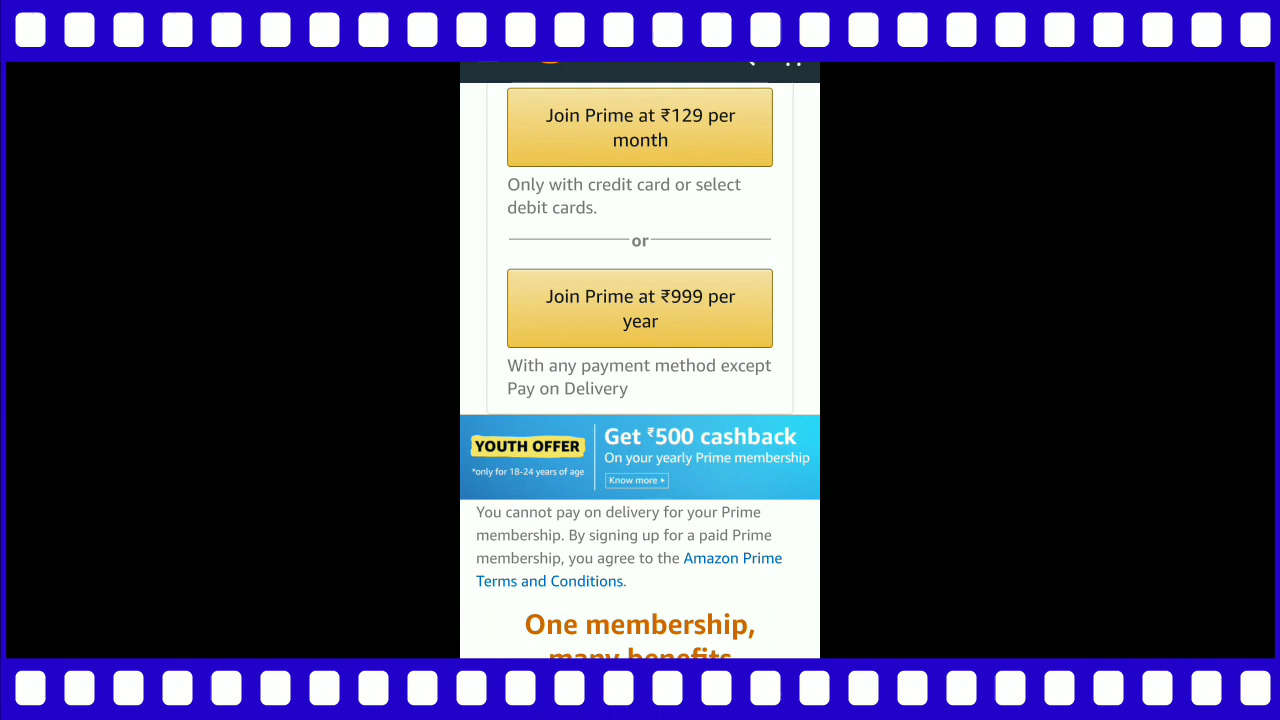 Join Prime at ₹129 per
month
Only with credit card or select
debit cards.
or
Join Prime at ₹999 per
year
With any payment method except
Pay on Delivery
YOUTH OFFER
*only for 18-24 years of age
Get ₹500 cashback
On your yearly Prime membership
Know more
You cannot pay on delivery for your Prime
membership. By signing up for a paid Prime
membership, you agree to the Amazon Prime
Terms and Conditions.
One membership,
many benefits